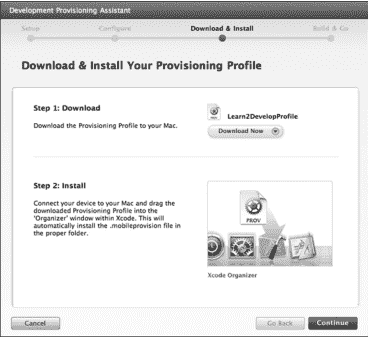 Development Provisioning Assistant
Setup
Configure
Download & Install
Build & Go
Download & Install Your Provisioning Profile
Step 1: Download
Download the Provisioning Profile to your Mac.
Learn2DevelopProfile
Download Now
Step 2: Install
Connect your device to your Mac and drag the
downloaded Provisioning Profile into the
'Organizer' window within Xcode. This will
automatically install the .mobileprovision file in
the proper folder.
PROV
Xcode Organizer
Cancel
Go Back
Continue